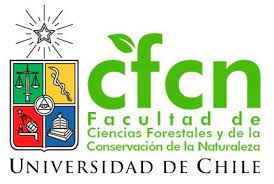 cfcn
Facultad de
Ciencias Forestales y de la
Conservación de la Naturaleza
UNIVERSIDAD DE CHILE